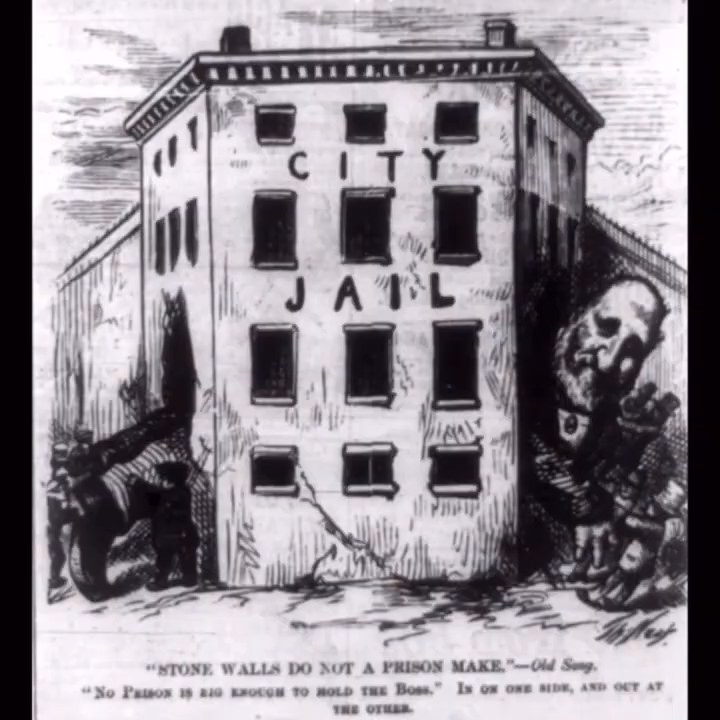 CITY
JAIL
Th: Nast.
"STONE WALLS DO NOT A PRISON MAKE."—Old Song.
"No Prison is big enough to hold the Boss." In on one side, and out at
the other.